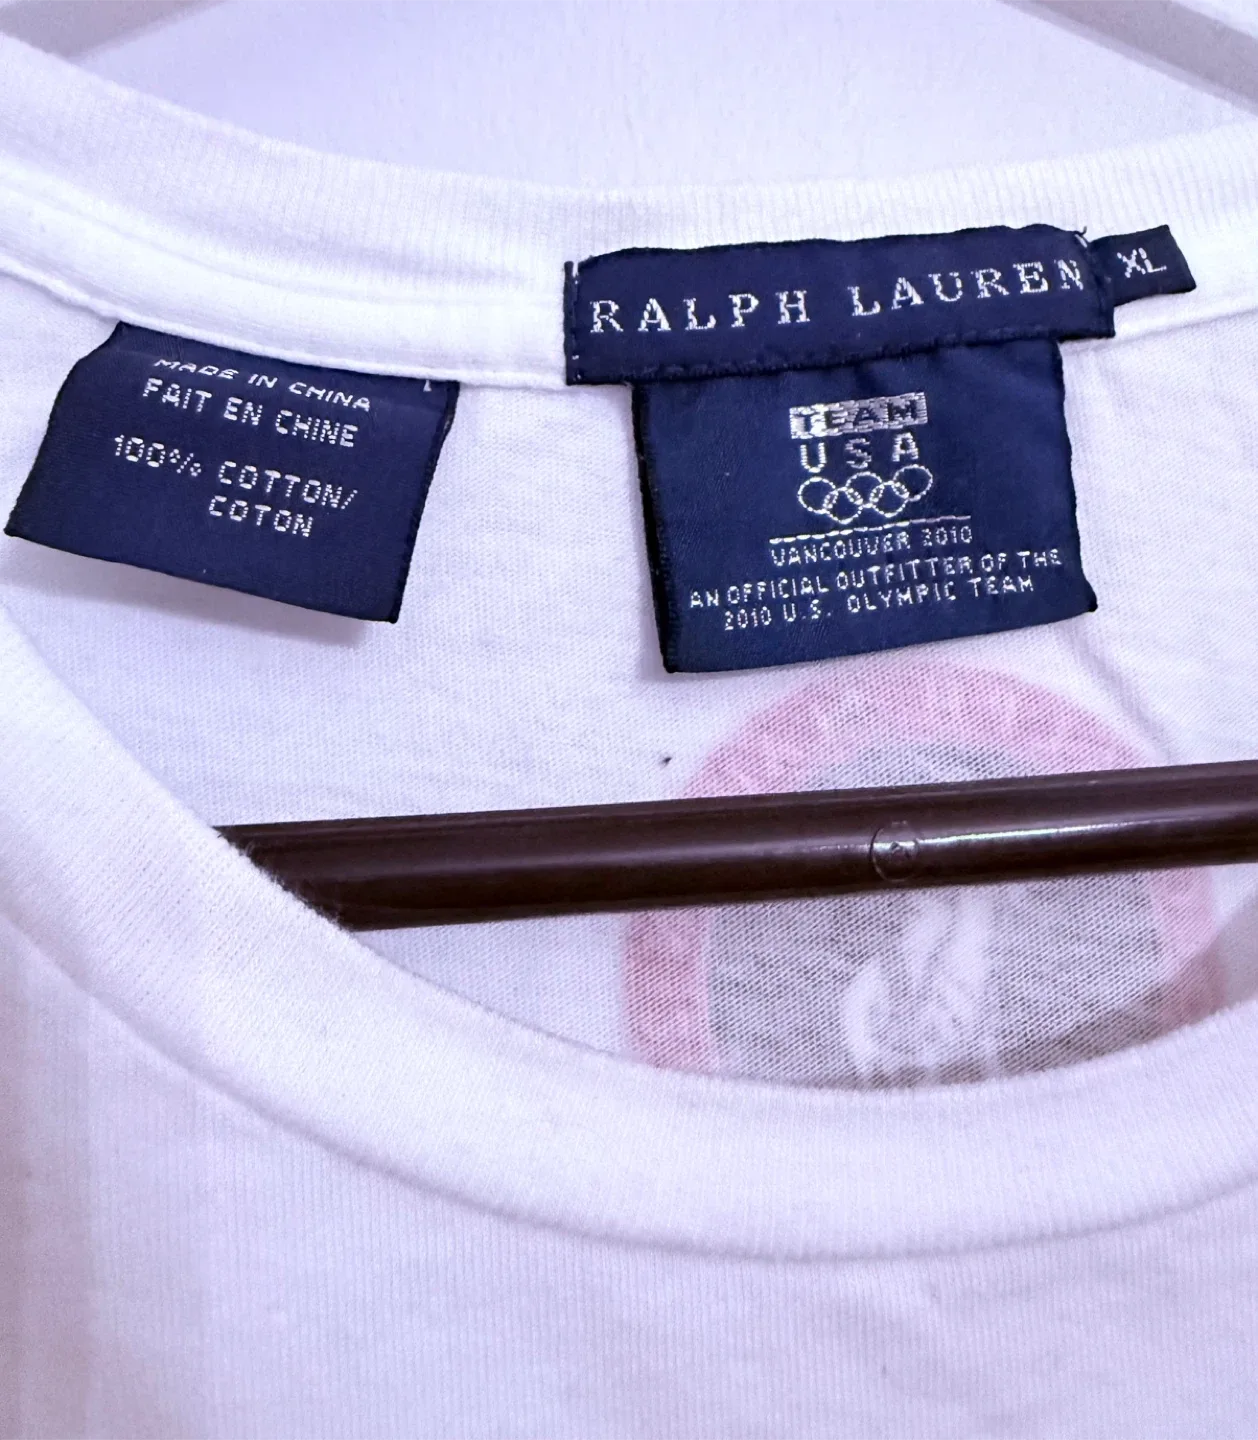 RALPH LAUREN
XL
TEAM
USA
VANCOUVER 2010
AN OFFICIAL OUTFITTER OF THE
2010 U.S. OLYMPIC TEAM
MADE IN CHINA
FAIT EN CHINE
100% COTTON/
COTON